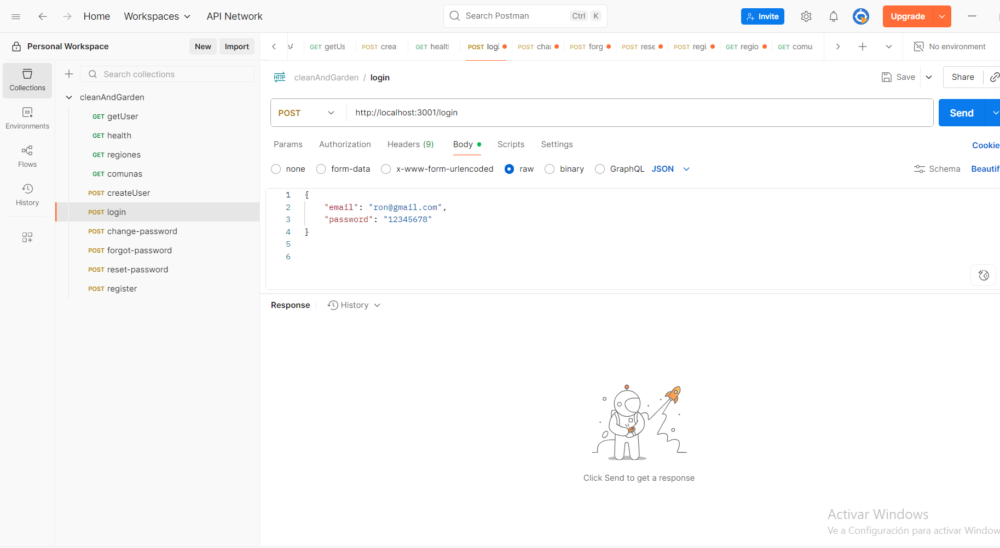 Home Workspaces API Network Search Postman Ctrl K Invite Upgrade
Personal Workspace New Import
GET getUs POST crea GET healtl POST logi POST chai POST forg POST rese POST regi GET regio GET comu No environment
Collections
Environments
Flows
History
Search collections
cleanAndGarden
GET getUser
GET health
GET regiones
GET comunas
POST createUser
POST login
POST change-password
POST forgot-password
POST reset-password
POST register
HTTP cleanAndGarden / login Save Share
POST http://localhost:3001/login Send
Params Authorization Headers (9) Body Scripts Settings Cookie
none form-data x-www-form-urlencoded raw binary GraphQL JSON Schema Beautif
1 {
2 "email": "ron@gmail.com",
3 "password": "12345678"
4 }
5
6
Response History
Click Send to get a response
Activar Windows
Ve a Configuración para activar Window